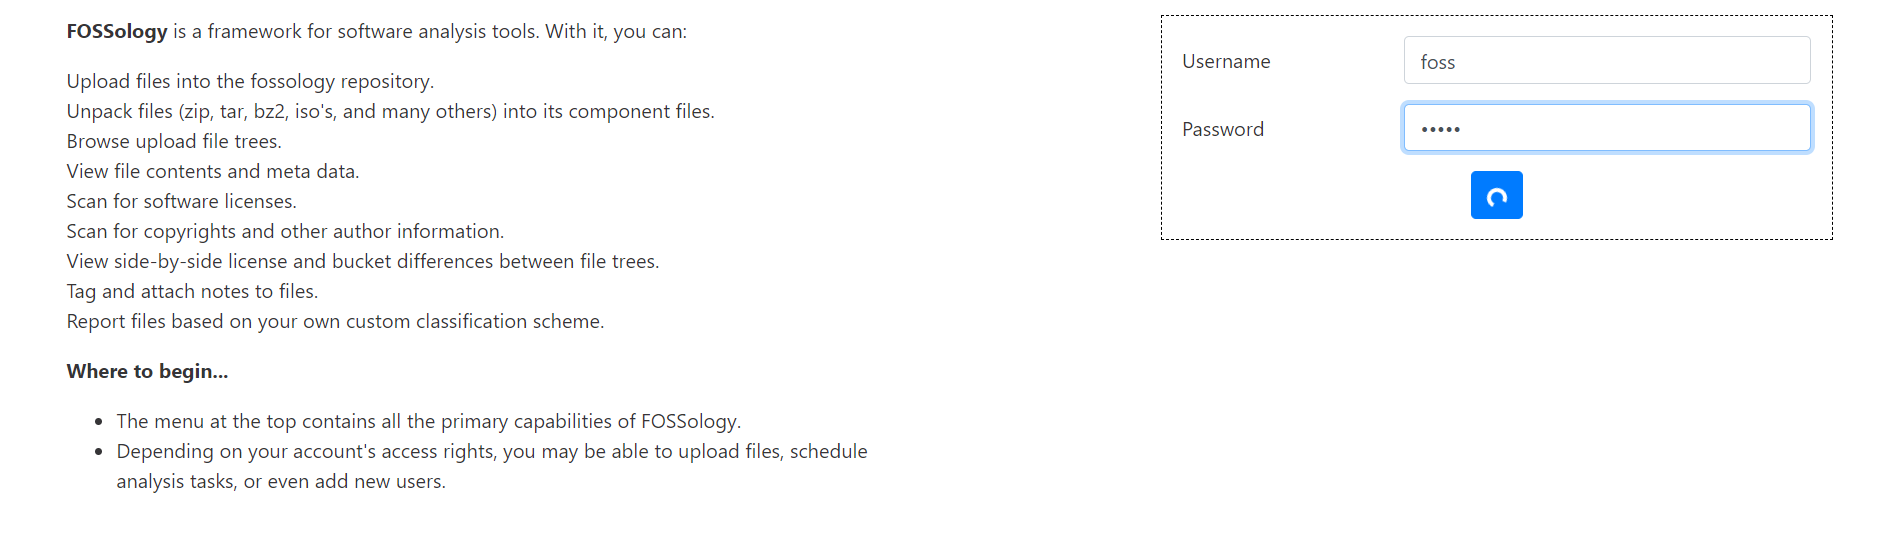 FOSSology is a framework for software analysis tools. With it, you can:
Upload files into the fossology repository.
Unpack files (zip, tar, bz2, iso's, and many others) into its component files.
Browse upload file trees.
View file contents and meta data.
Scan for software licenses.
Scan for copyrights and other author information.
View side-by-side license and bucket differences between file trees.
Tag and attach notes to files.
Report files based on your own custom classification scheme.
Where to begin...
• The menu at the top contains all the primary capabilities of FOSSology.
• Depending on your account's access rights, you may be able to upload files, schedule
analysis tasks, or even add new users.
Username
foss
Password
•••••